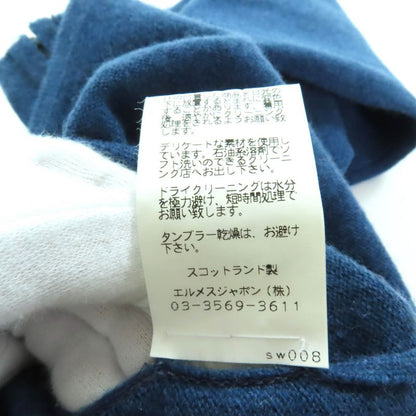 します。
デリケートな素材を使用し
ています。石油系溶剤でソ
フト洗いのできるクリーニ
ング店へお出し下さい。
ドライクリーニングは水分
を極力避け、短時間処理で
お願い致します。
タンブラー乾燥は、お避け
下さい。
スコットランド製
エルメスジャポン(株)
03-3569-3611
sw008